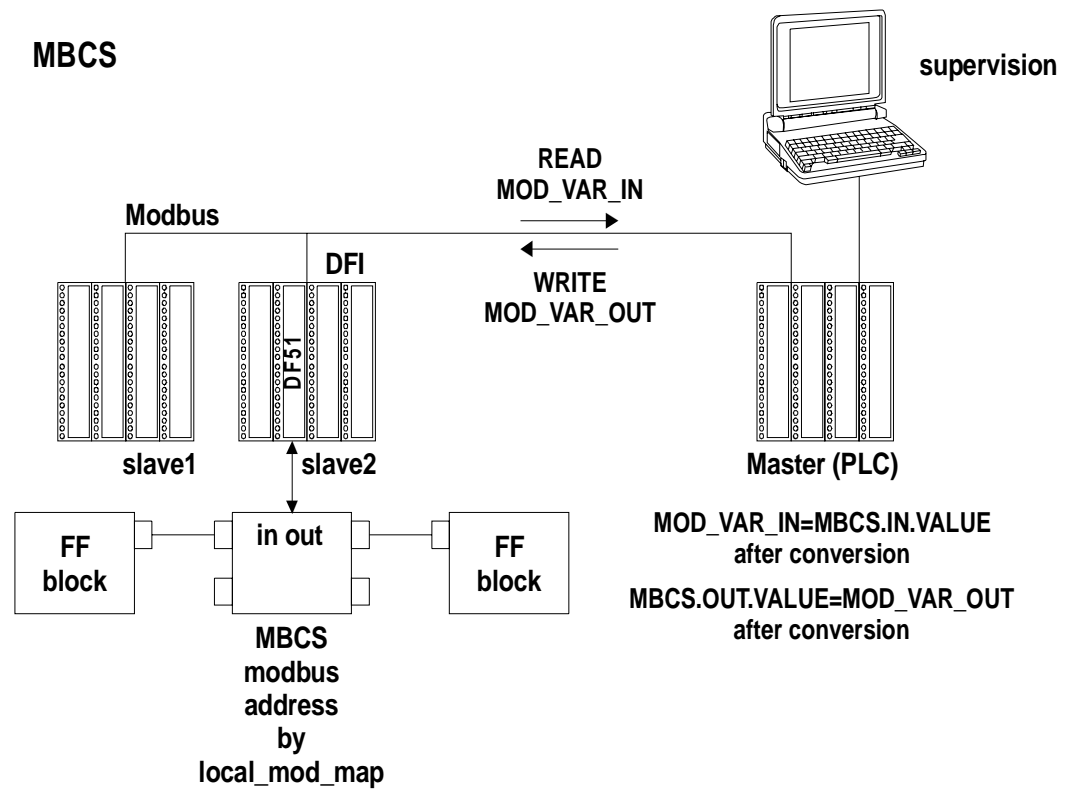 MBCS
supervision
READ
MOD_VAR_IN
Modbus
DFI
WRITE
MOD_VAR_OUT
DF51
slave1
slave2
Master (PLC)
FF
block
in out
FF
block
MBCS
modbus
address
by
local_mod_map
MOD_VAR_IN=MBCS.IN.VALUE
after conversion
MBCS.OUT.VALUE=MOD_VAR_OUT
after conversion